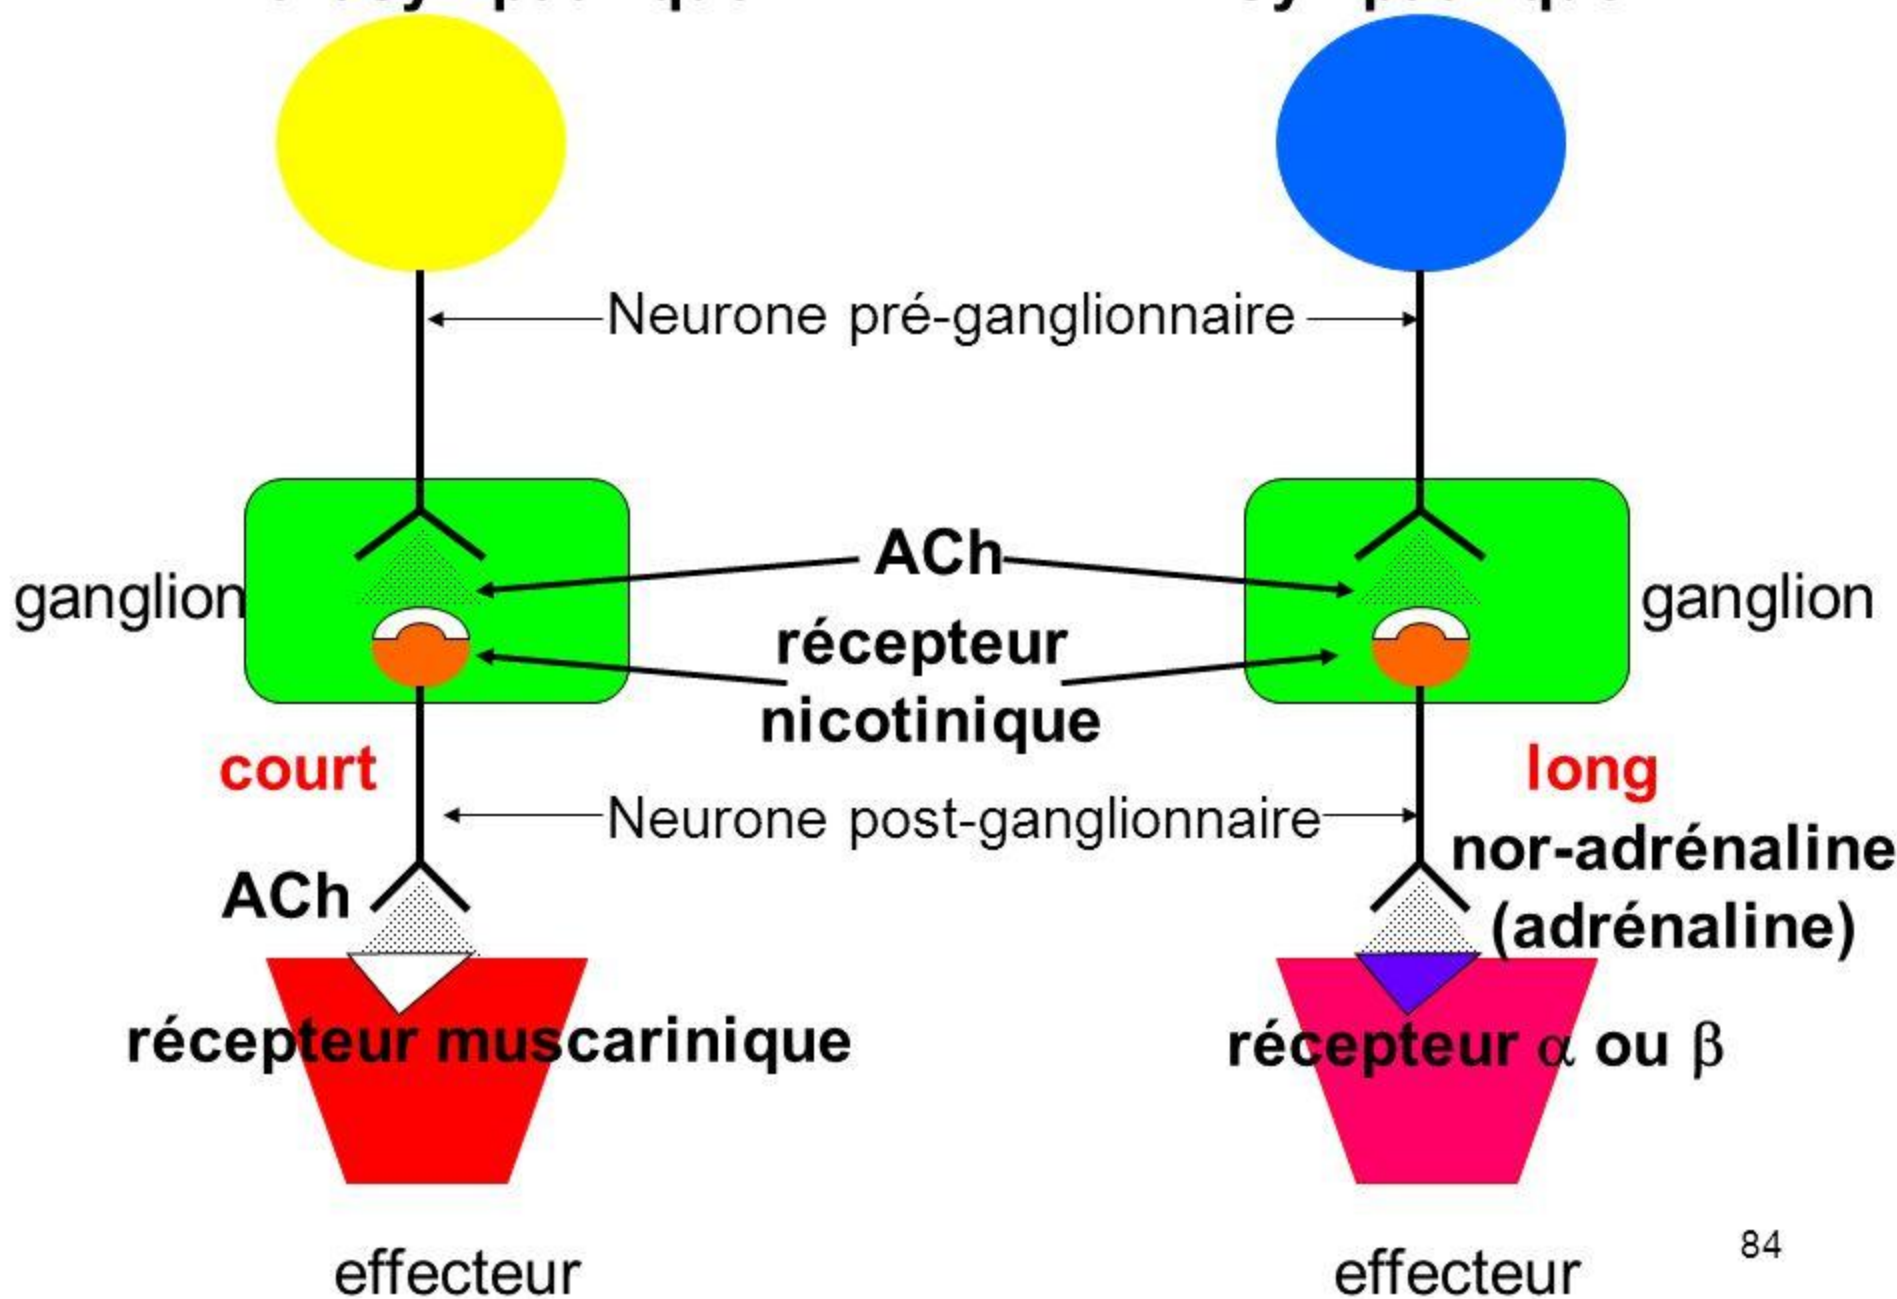 Neurone pré-ganglionnaire
ACh
ganglion
ganglion
récepteur
nicotinique
court
long
Neurone post-ganglionnaire
nor-adrénaline
ACh
(adrénaline)
récepteur muscarinique
récepteur α ou β
84
effecteur
effecteur